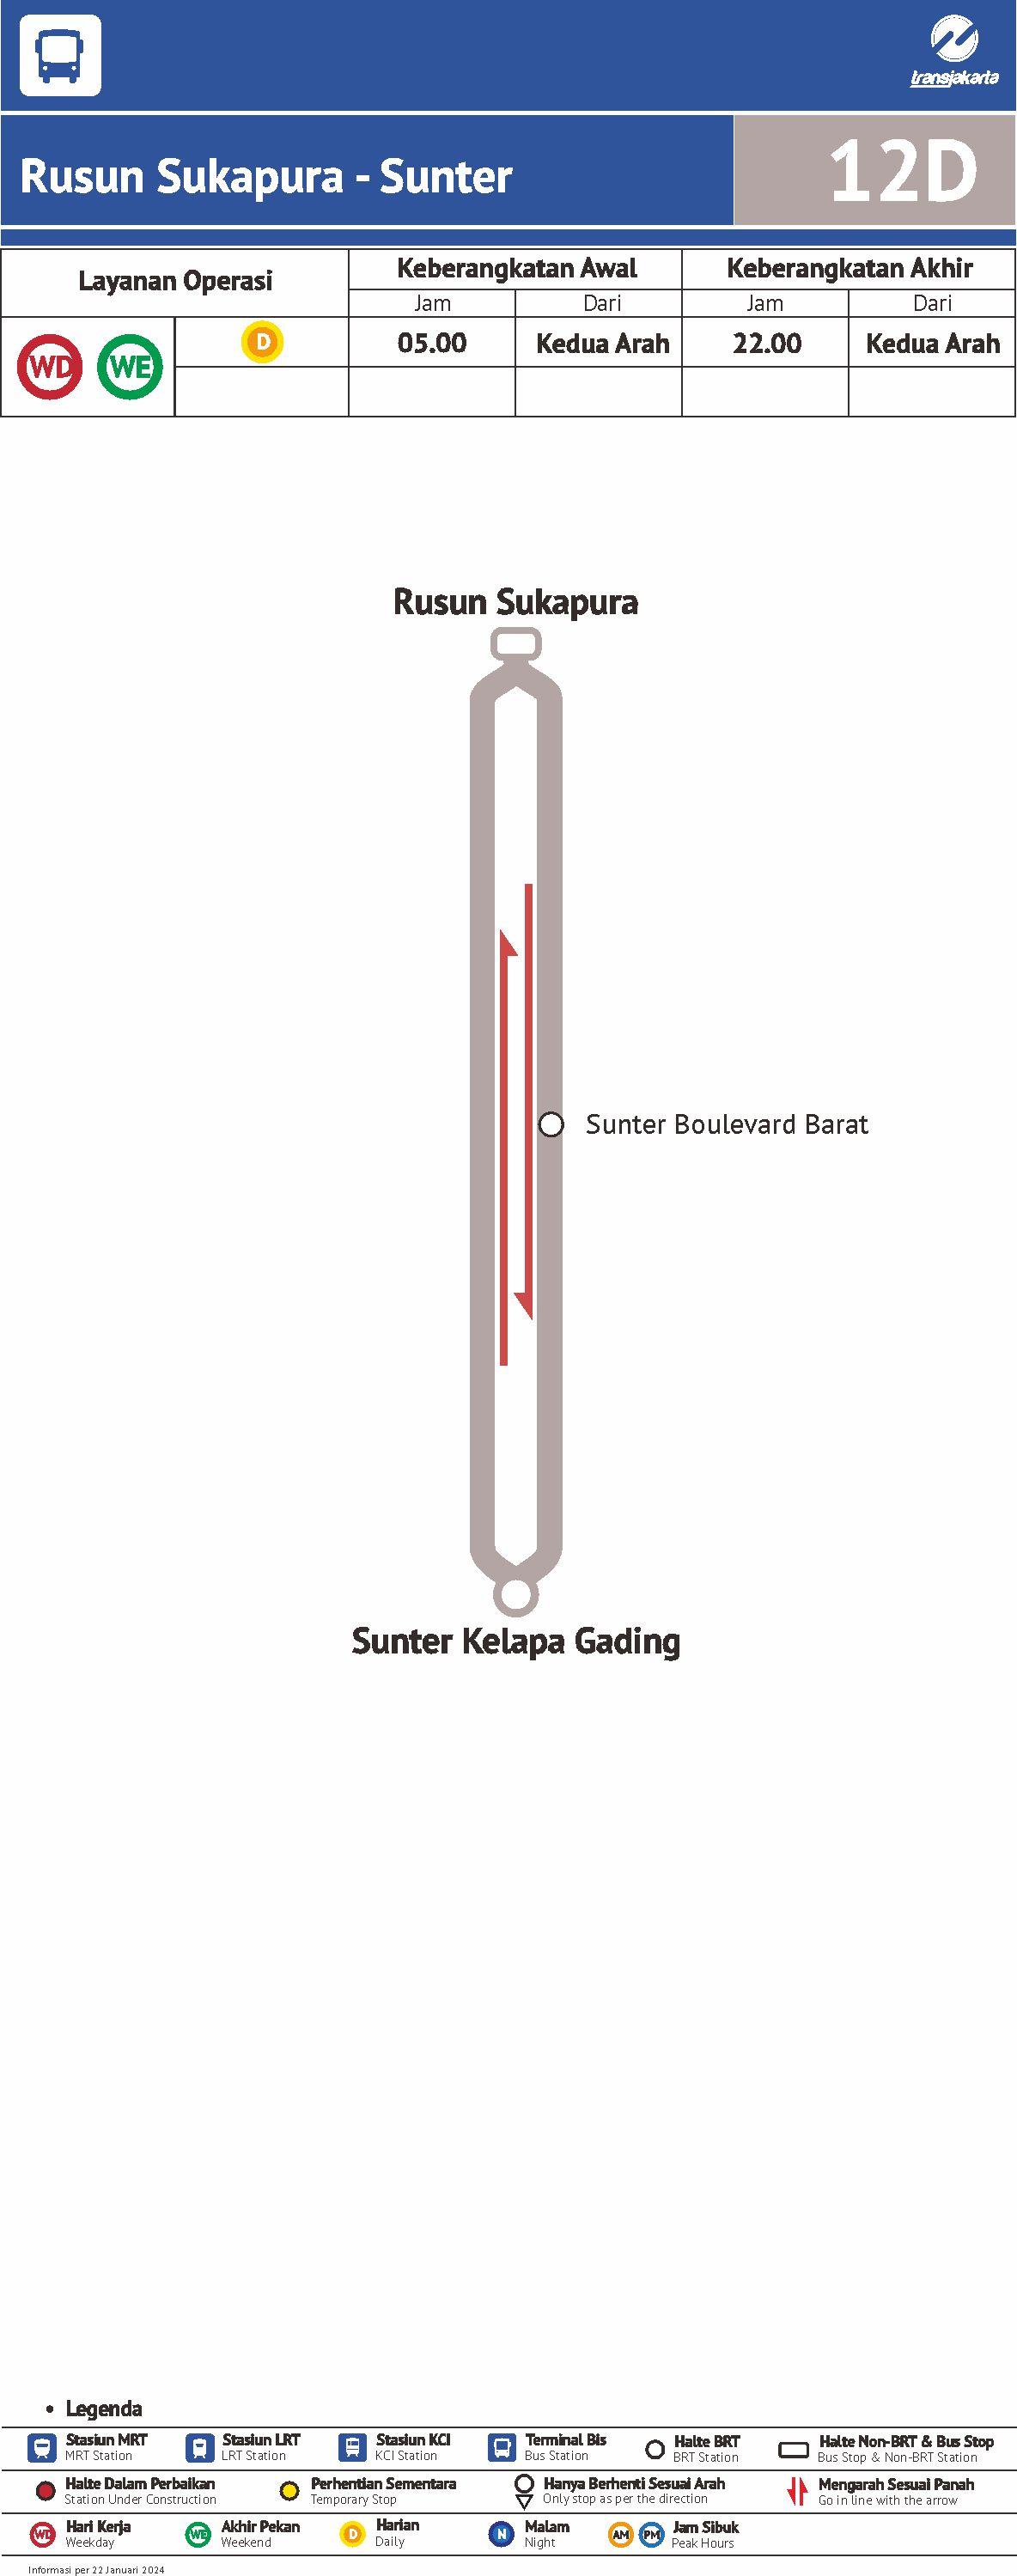 transjakarta
Rusun Sukapura - Sunter
12D
Layanan Operasi
Keberangkatan Awal
Keberangkatan Akhir
Jam Dari Jam Dari
WD WE D 05.00 Kedua Arah 22.00 Kedua Arah
Rusun Sukapura
Sunter Boulevard Barat
Sunter Kelapa Gading
• Legenda
Stasiun MRT
MRT Station
Stasiun LRT
LRT Station
Stasiun KCI
KCI Station
Terminal Bis
Bus Station
Halte BRT
BRT Station
Halte Non-BRT & Bus Stop
Bus Stop & Non-BRT Station
Halte Dalam Perbaikan
Station Under Construction
Perhentian Sementara
Temporary Stop
Hanya Berhenti Sesuai Arah
Only stop as per the direction
Mengarah Sesuai Panah
Go in line with the arrow
WD Hari Kerja
Weekday
WE Akhir Pekan
Weekend
D Harian
Daily
N Malam
Night
AM PM Jam Sibuk
Peak Hours
Informasi per 22 Januari 2024